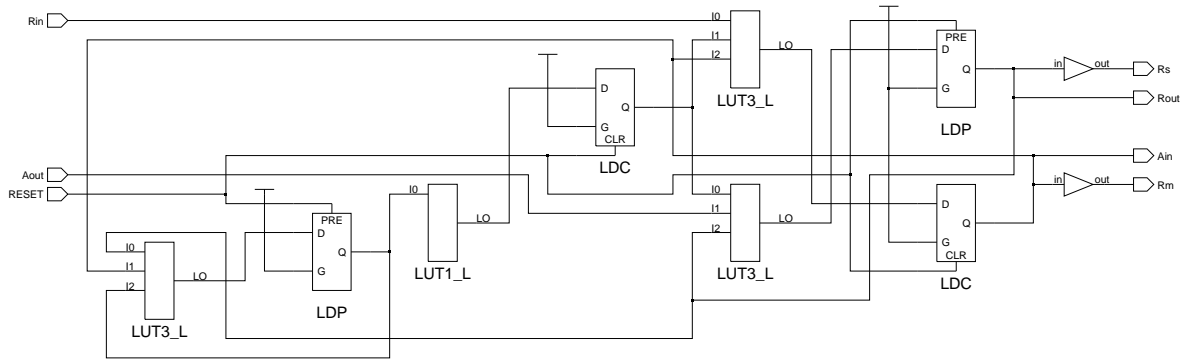 Rin
I0
I1
I2
LO
LUT3_L
PRE
D
Q
G
LDP
in
out
Rs
Rout
D
Q
G
CLR
LDC
Ain
in
out
Rm
Aout
RESET
I0
LO
LUT1_L
I0
I1
I2
LO
LUT3_L
D
Q
G
CLR
LDC
PRE
D
Q
G
LDP
I0
I1
I2
LO
LUT3_L